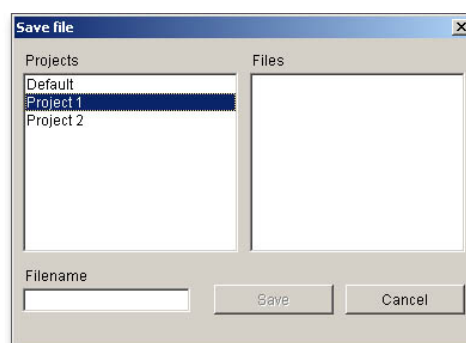 Save file
Projects
Files
Default
Project 1
Project 2
Filename
Save
Cancel